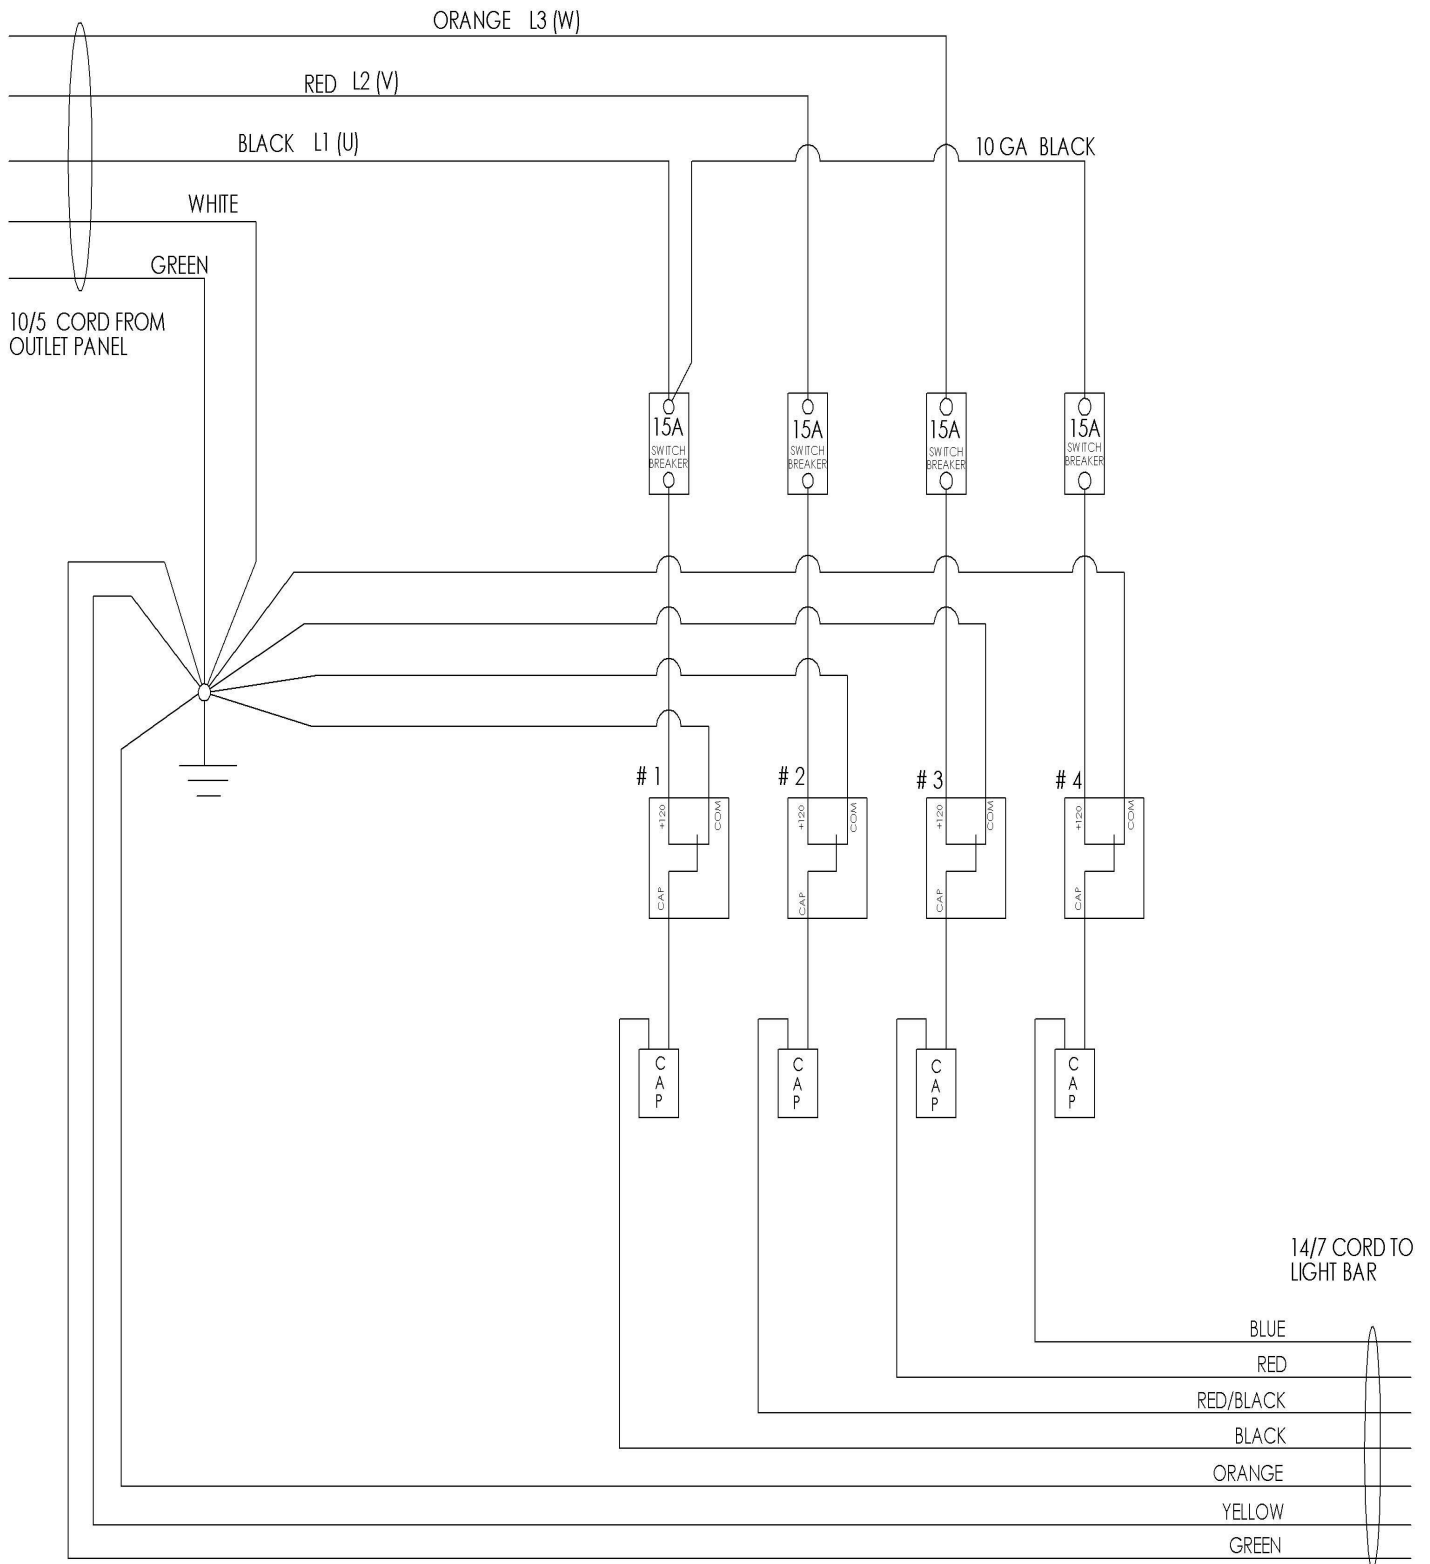 ORANGE L3 (W)
RED L2 (V)
BLACK L1 (U)
10 GA BLACK
WHITE
GREEN
10/5 CORD FROM
OUTLET PANEL
15A
SWITCH
BREAKER
15A
SWITCH
BREAKER
15A
SWITCH
BREAKER
15A
SWITCH
BREAKER
# 1
# 2
# 3
# 4
+120
COM
CAP
+120
COM
CAP
+120
COM
CAP
+120
COM
CAP
CAP
CAP
CAP
CAP
14/7 CORD TO
LIGHT BAR
BLUE
RED
RED/BLACK
BLACK
ORANGE
YELLOW
GREEN